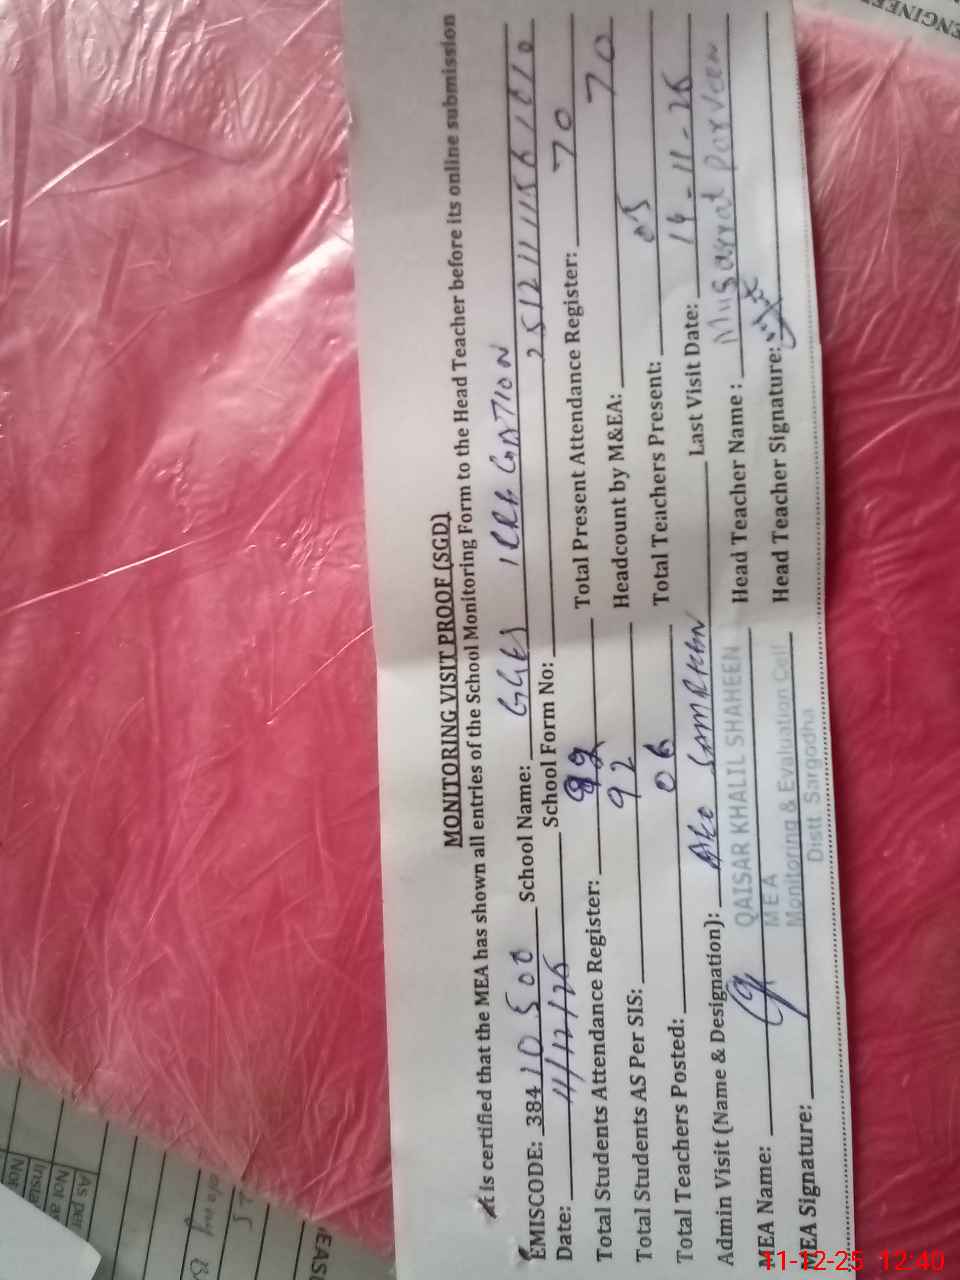 MONITORING VISIT PROOF (SGD)
It is certified that the MEA has shown all entries of the School Monitoring Form to the Head Teacher before its online submission
EMISCODE: 38410500 School Name: GGES IRRIGATION
Date: 11/12/25 School Form No:
Total Students Attendance Register: 92 Total Present Attendance Register: 70
Total Students AS Per SIS: 92 Headcount by M&EA: 70
Total Teachers Posted: 06 Total Teachers Present: 05
Admin Visit (Name & Designation): Last Visit Date: 14-11-25
MEA Name: QAISAR KHALIL SHAHEEN Head Teacher Name : Musarrat Parveen
MEA
MEA Signature: Monitoring & Evaluation Cell Head Teacher Signature:
Distt Sargodha
ENGINEE
As per
Not a
11-12-25 12:40